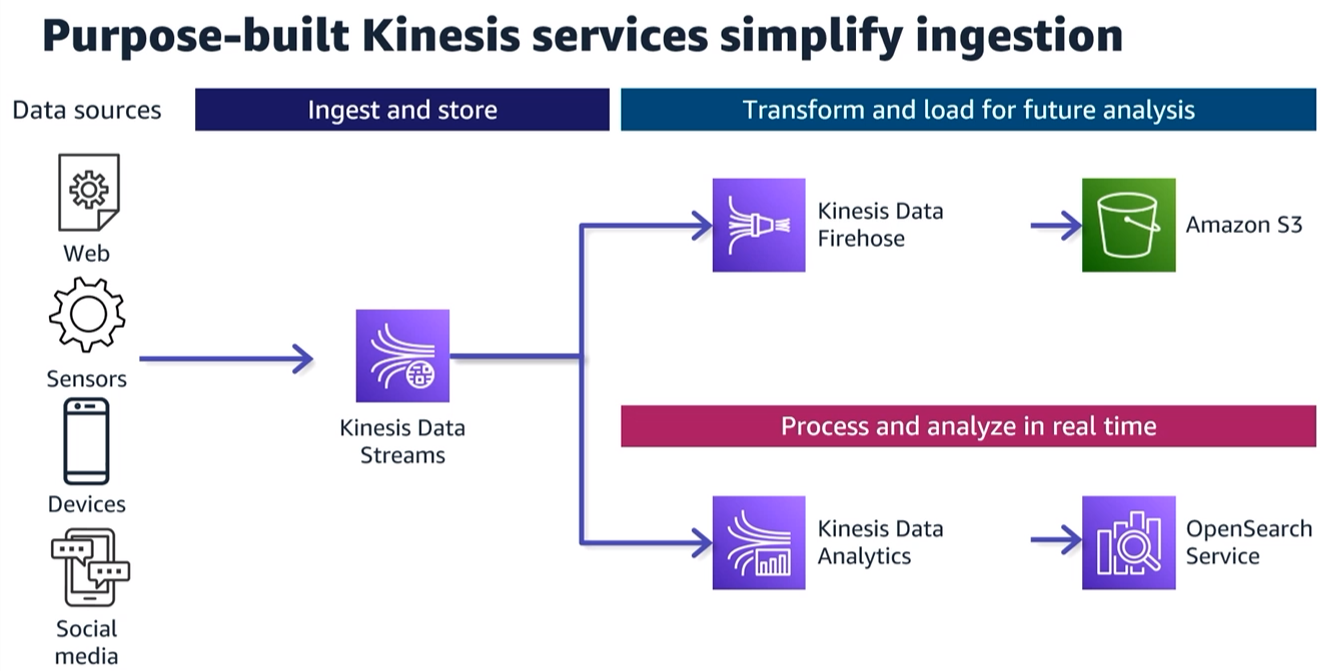 Purpose-built Kinesis services simplify ingestion
Data sources
Ingest and store
Transform and load for future analysis
Web
Sensors
Devices
Social
media
Kinesis Data
Streams
Kinesis Data
Firehose
Amazon S3
Process and analyze in real time
Kinesis Data
Analytics
OpenSearch
Service